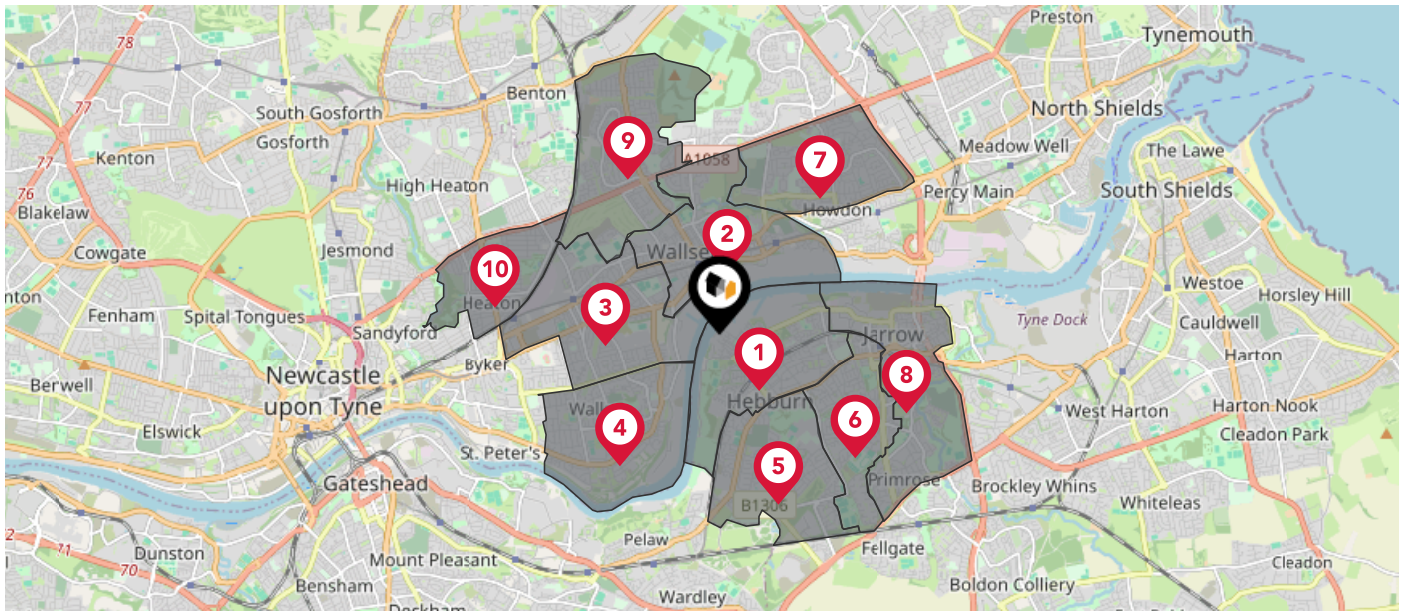 Preston
Tynemouth
78
Benton
77
South Gosforth
North Shields
Gosforth
9
Kenton
A1058
7
Meadow Well
The Lawe
77
High Heaton
76
Percy Main
South Shields
Blakelaw
Howdon
2
Cowgate
Jesmond
Wallse
10
Westoe
Horsley Hill
nton
Heaton
3
Fenham
Spital Tongues
Tyne Dock
Cauldwell
Sandyford
Jarrow
1
Harton
Byker
8
Berwell
Newcastle
upon Tyne
Hebburn
Wall
West Harton
Harton Nook
Elswick
4
6
Cleadon Park
St. Peter's
5
Gateshead
Primrose
Brockley Whins
B1306
Whiteleas
2
71
Dunston
Pelaw
Fellgate
Mount Pleasant
Cleadon
70
Bensham
Boldon Colliery
Wardley